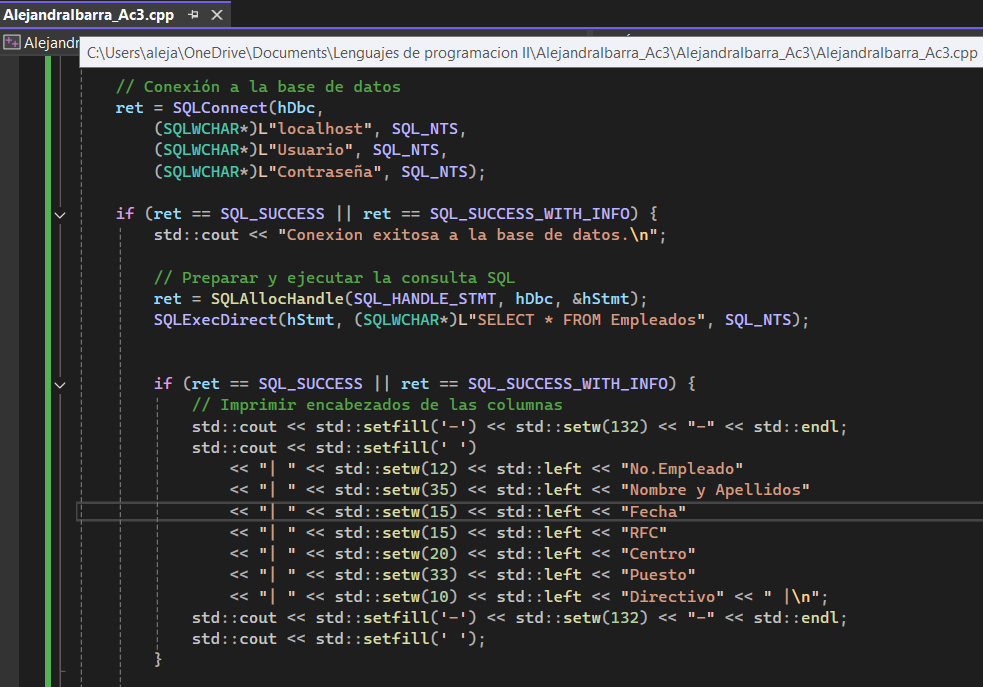 AlejandraIbarra_Ac3.cpp
Alejandr
C:\Users\aleja\OneDrive\Documents\Lenguajes de programacion II\AlejandraIbarra_Ac3\AlejandraIbarra_Ac3\AlejandraIbarra_Ac3.cpp
// Conexión a la base de datos
ret = SQLConnect(hDbc,
(SQLWCHAR*)L"localhost", SQL_NTS,
(SQLWCHAR*)L"Usuario", SQL_NTS,
(SQLWCHAR*)L"Contraseña", SQL_NTS);
if (ret == SQL_SUCCESS || ret == SQL_SUCCESS_WITH_INFO) {
std::cout << "Conexion exitosa a la base de datos.\n";
// Preparar y ejecutar la consulta SQL
ret = SQLAllocHandle(SQL_HANDLE_STMT, hDbc, &hStmt);
SQLExecDirect(hStmt, (SQLWCHAR*)L"SELECT * FROM Empleados", SQL_NTS);
if (ret == SQL_SUCCESS || ret == SQL_SUCCESS_WITH_INFO) {
// Imprimir encabezados de las columnas
std::cout << std::setfill('-') << std::setw(132) << "-" << std::endl;
std::cout << std::setfill(' ')
<< "| " << std::setw(12) << std::left << "No.Empleado"
<< "| " << std::setw(35) << std::left << "Nombre y Apellidos"
<< "| " << std::setw(15) << std::left << "Fecha"
<< "| " << std::setw(15) << std::left << "RFC"
<< "| " << std::setw(20) << std::left << "Centro"
<< "| " << std::setw(33) << std::left << "Puesto"
<< "| " << std::setw(10) << std::left << "Directivo" << " |\n";
std::cout << std::setfill('-') << std::setw(132) << "-" << std::endl;
std::cout << std::setfill(' ');
}